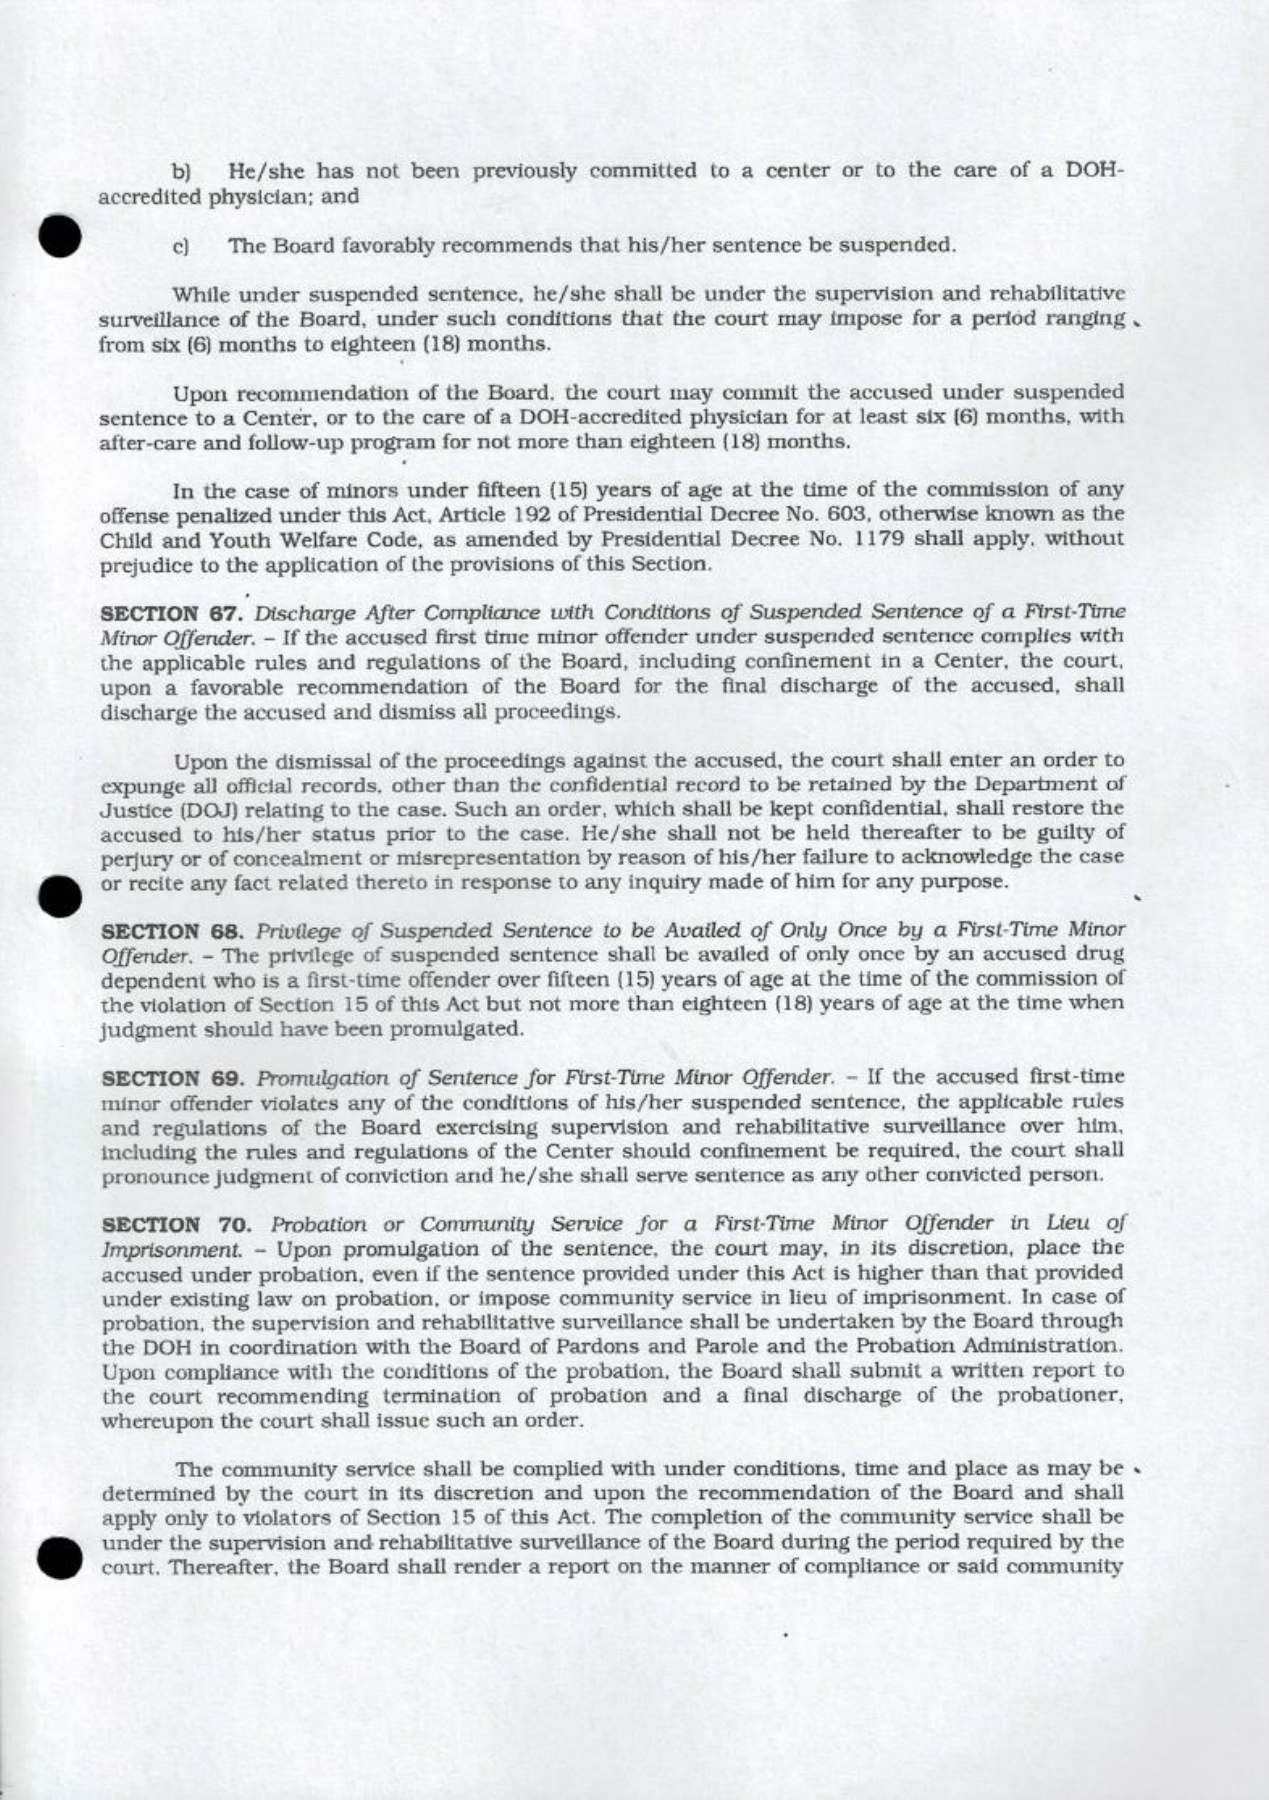 b) He/she has not been previously committed to a center or to the care of a DOH-
accredited physician; and
c) The Board favorably recommends that his/her sentence be suspended.
While under suspended sentence, he/she shall be under the supervision and rehabilitative
surveillance of the Board, under such conditions that the court may impose for a period ranging
from six (6) months to eighteen (18) months.
Upon recommendation of the Board, the court may commit the accused under suspended
sentence to a Center, or to the care of a DOH-accredited physician for at least six (6) months, with
after-care and follow-up program for not more than eighteen (18) months.
In the case of minors under fifteen (15) years of age at the time of the commission of any
offense penalized under this Act, Article 192 of Presidential Decree No. 603, otherwise known as the
Child and Youth Welfare Code, as amended by Presidential Decree No. 1179 shall apply, without
prejudice to the application of the provisions of this Section.
SECTION 67. Discharge After Compliance with Conditions of Suspended Sentence of a First-Time
Minor Offender. – If the accused first time minor offender under suspended sentence complies with
the applicable rules and regulations of the Board, including confinement in a Center, the court,
upon a favorable recommendation of the Board for the final discharge of the accused, shall
discharge the accused and dismiss all proceedings.
Upon the dismissal of the proceedings against the accused, the court shall enter an order to
expunge all official records, other than the confidential record to be retained by the Department of
Justice (DOJ) relating to the case. Such an order, which shall be kept confidential, shall restore the
accused to his/her status prior to the case. He/she shall not be held thereafter to be guilty of
perjury or of concealment or misrepresentation by reason of his/her failure to acknowledge the case
or recite any fact related thereto in response to any inquiry made of him for any purpose.
SECTION 68. Privilege of Suspended Sentence to be Availed of Only Once by a First-Time Minor
Offender. – The privilege of suspended sentence shall be availed of only once by an accused drug
dependent who is a first-time offender over fifteen (15) years of age at the time of the commission of
the violation of Section 15 of this Act but not more than eighteen (18) years of age at the time when
judgment should have been promulgated.
SECTION 69. Promulgation of Sentence for First-Time Minor Offender. – If the accused first-time
minor offender violates any of the conditions of his/her suspended sentence, the applicable rules
and regulations of the Board exercising supervision and rehabilitative surveillance over him,
including the rules and regulations of the Center should confinement be required, the court shall
pronounce judgment of conviction and he/she shall serve sentence as any other convicted person.
SECTION 70. Probation or Community Service for a First-Time Minor Offender in Lieu of
Imprisonment. – Upon promulgation of the sentence, the court may, in its discretion, place the
accused under probation, even if the sentence provided under this Act is higher than that provided
under existing law on probation, or impose community service in lieu of imprisonment. In case of
probation, the supervision and rehabilitative surveillance shall be undertaken by the Board through
the DOH in coordination with the Board of Pardons and Parole and the Probation Administration.
Upon compliance with the conditions of the probation, the Board shall submit a written report to
the court recommending termination of probation and a final discharge of the probationer,
whereupon the court shall issue such an order.
The community service shall be complied with under conditions, time and place as may be
determined by the court in its discretion and upon the recommendation of the Board and shall
apply only to violators of Section 15 of this Act. The completion of the community service shall be
under the supervision and rehabilitative surveillance of the Board during the period required by the
court. Thereafter, the Board shall render a report on the manner of compliance or said community